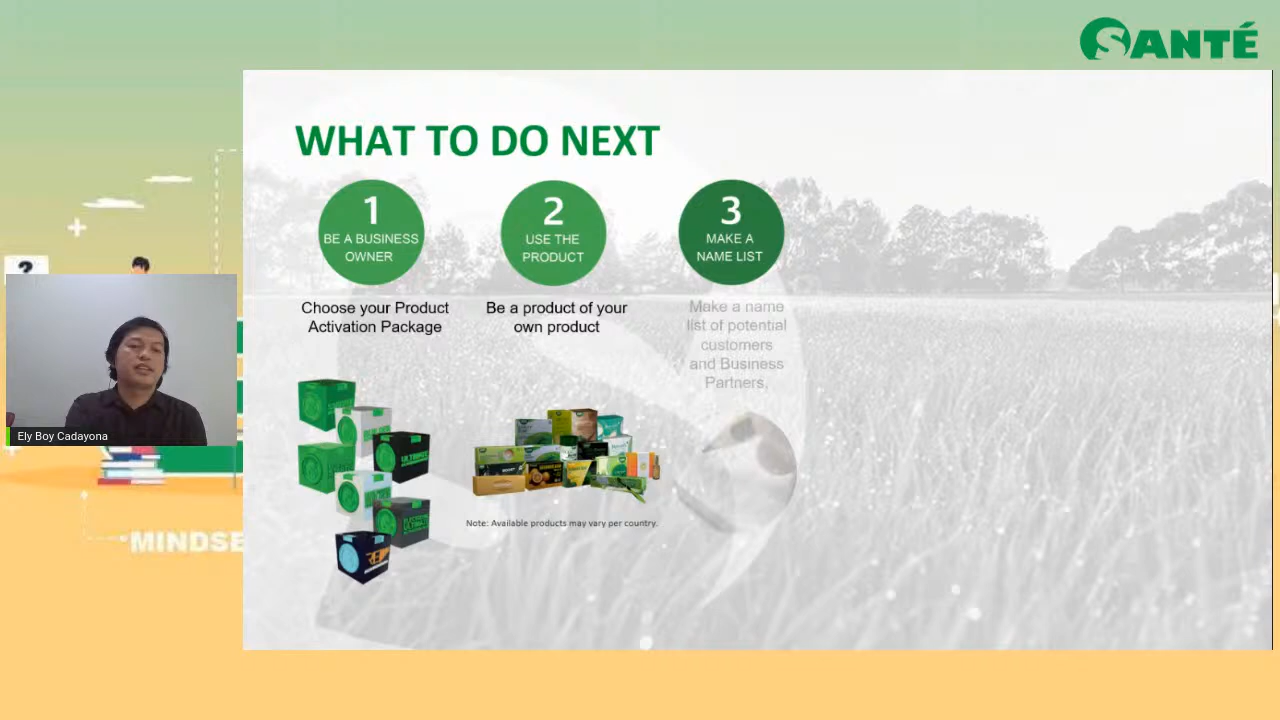 SANTÉ
WHAT TO DO NEXT
1
BE A BUSINESS
OWNER
Choose your Product
Activation Package
2
USE THE
PRODUCT
Be a product of your
own product
Note: Available products may vary per country.
3
MAKE A
NAME LIST
Make a name
list of potential
customers
and Business
Partners.
?
Ely Boy Cadayona
MINDSE
ULTIMATE
ULTIMATE